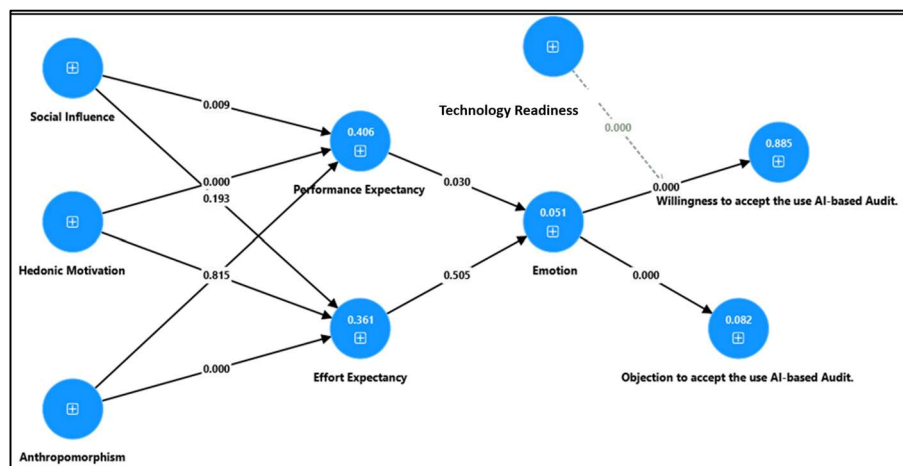 Social Influence
Hedonic Motivation
Anthropomorphism
0.009
0.000
0.193
0.815
0.000
0.406
Performance Expectancy
0.361
Effort Expectancy
0.030
0.505
Technology Readiness
0.000
0.051
Emotion
0.000
0.000
0.885
Willingness to accept the use AI-based Audit.
0.082
Objection to accept the use AI-based Audit.